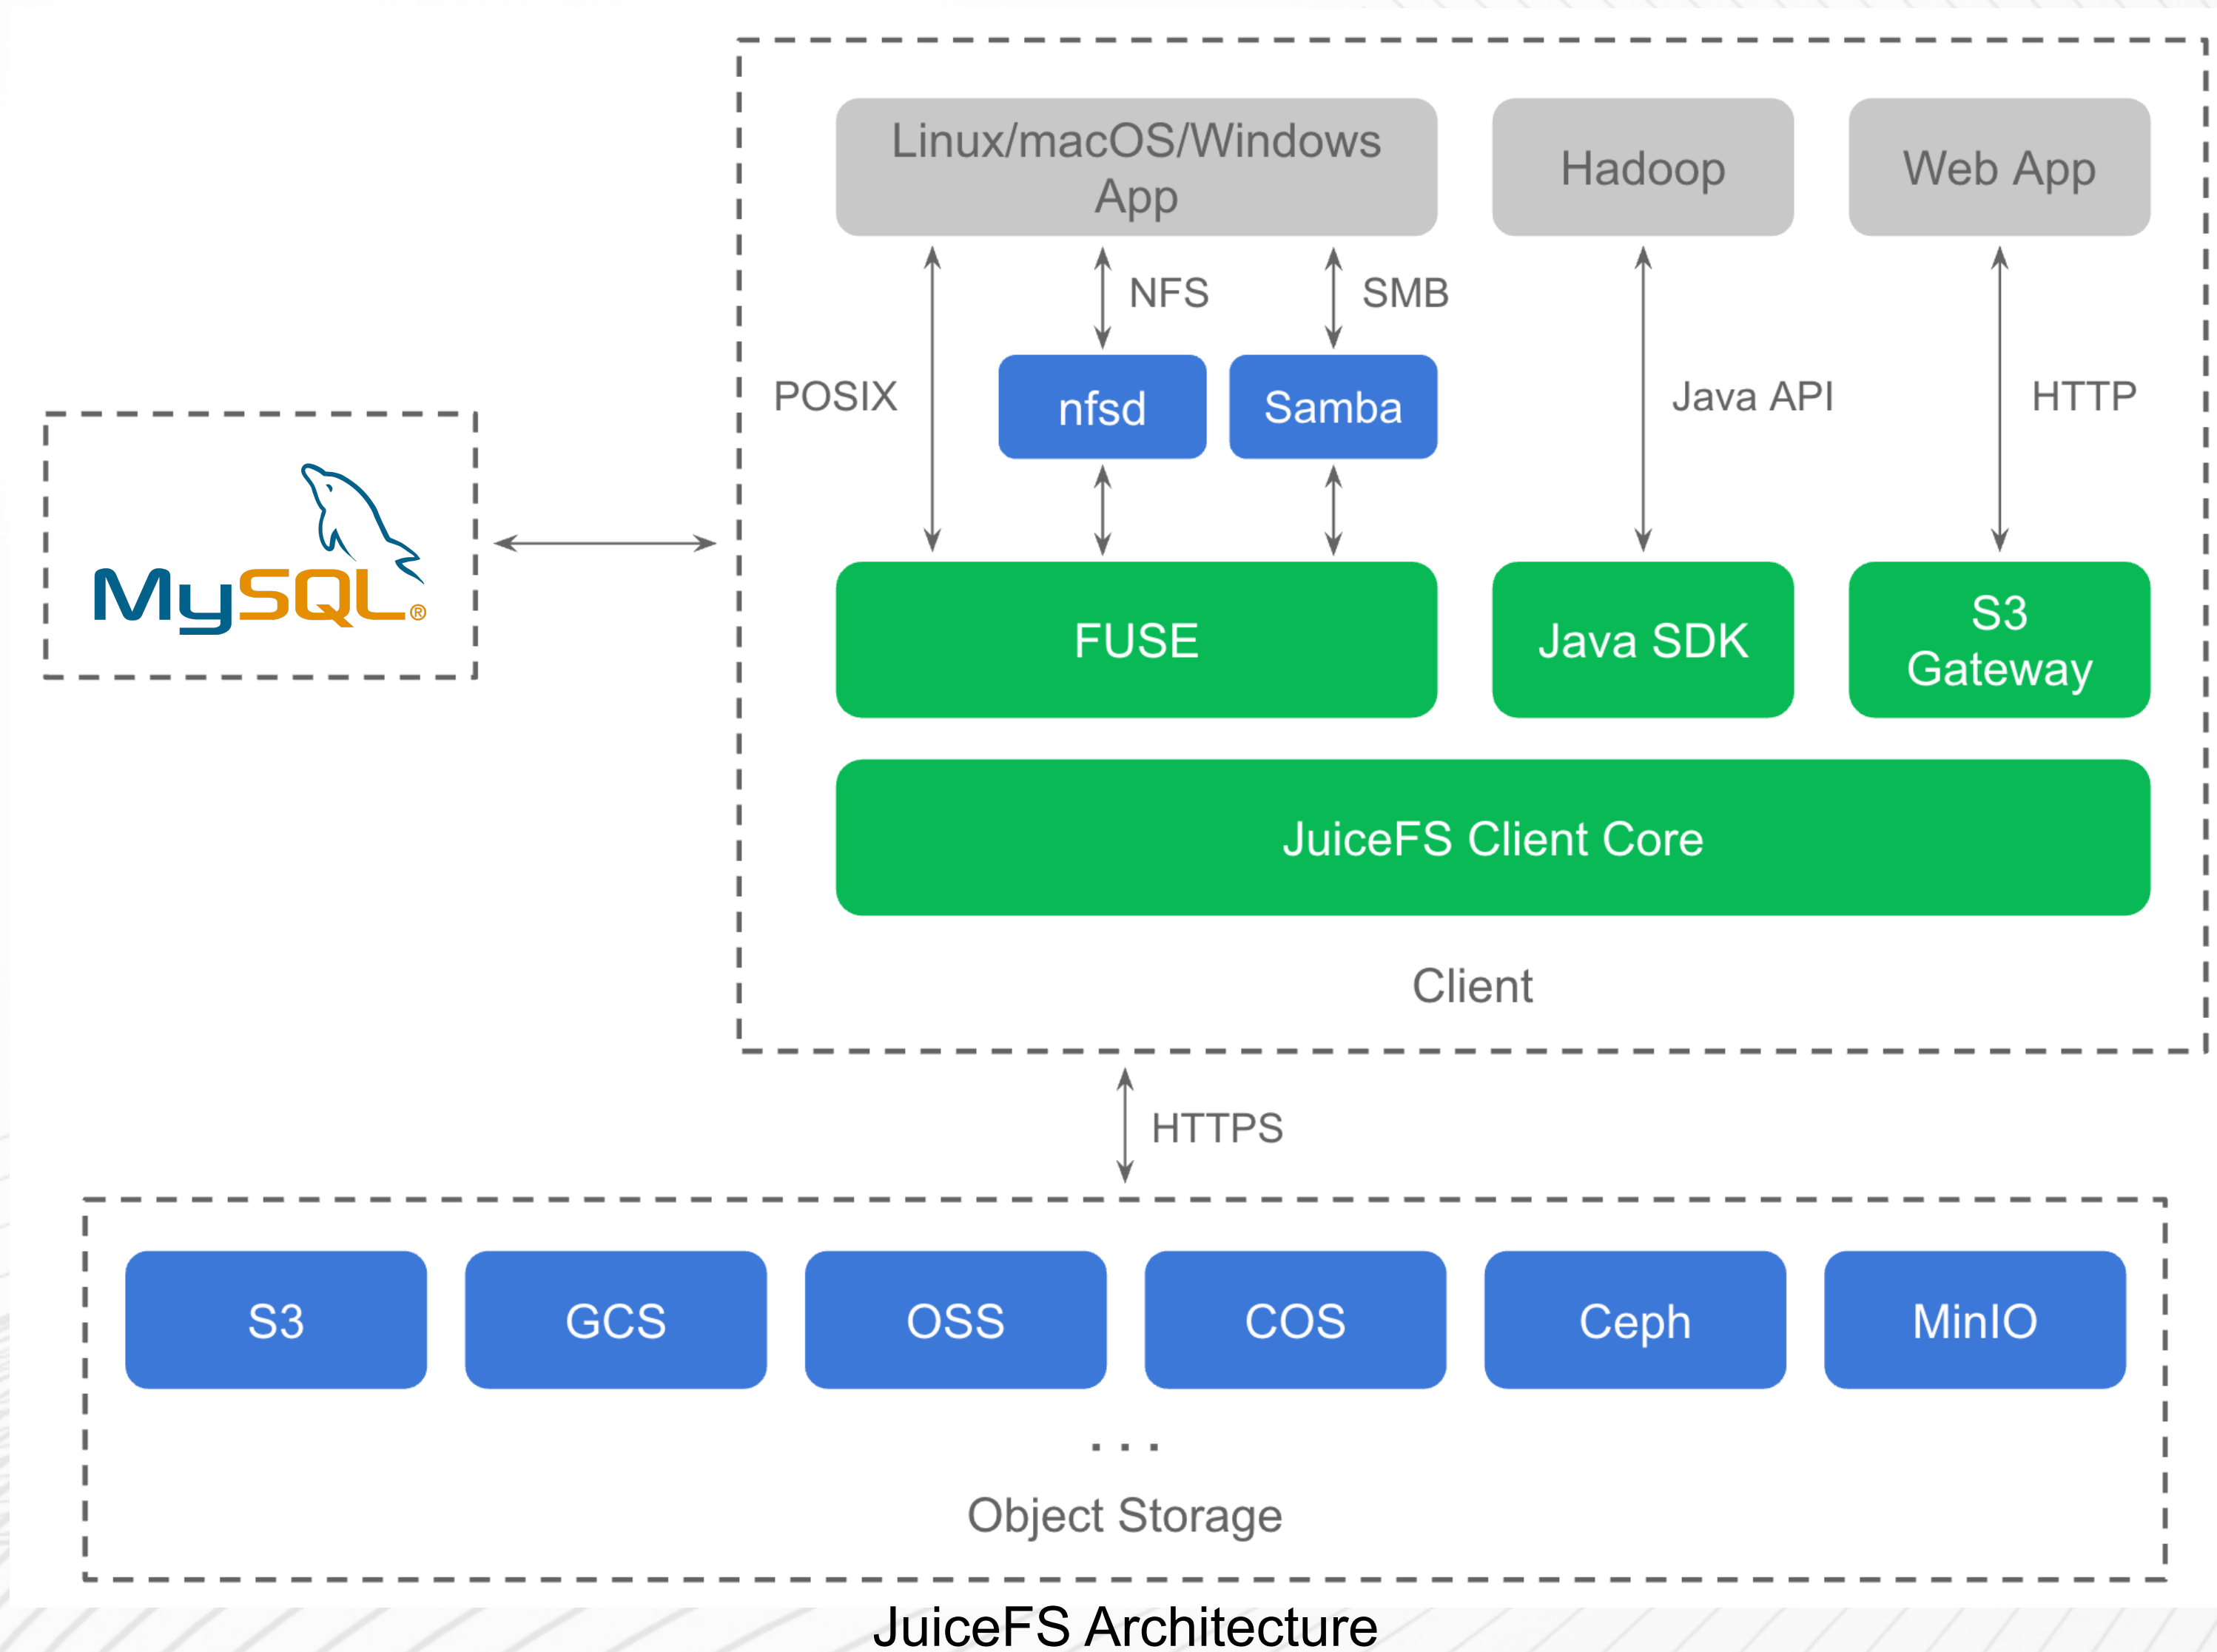 Linux/macOS/Windows
App
Hadoop
Web App
NFS
SMB
POSIX
nfsd
Samba
Java API
HTTP
MySQL®
FUSE
Java SDK
S3
Gateway
JuiceFS Client Core
Client
HTTPS
S3
GCS
OSS
COS
Ceph
MinIO
...
Object Storage
JuiceFS Architecture